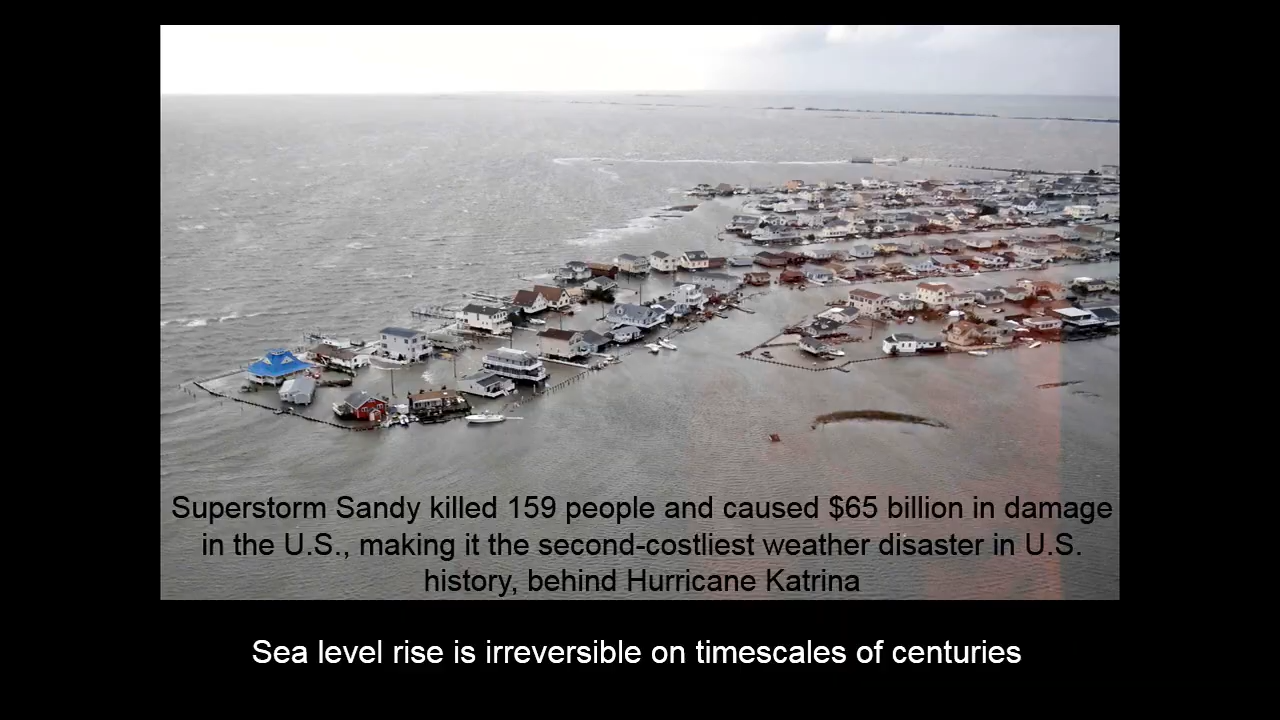 Superstorm Sandy killed 159 people and caused $65 billion in damage
in the U.S., making it the second-costliest weather disaster in U.S.
history, behind Hurricane Katrina
Sea level rise is irreversible on timescales of centuries